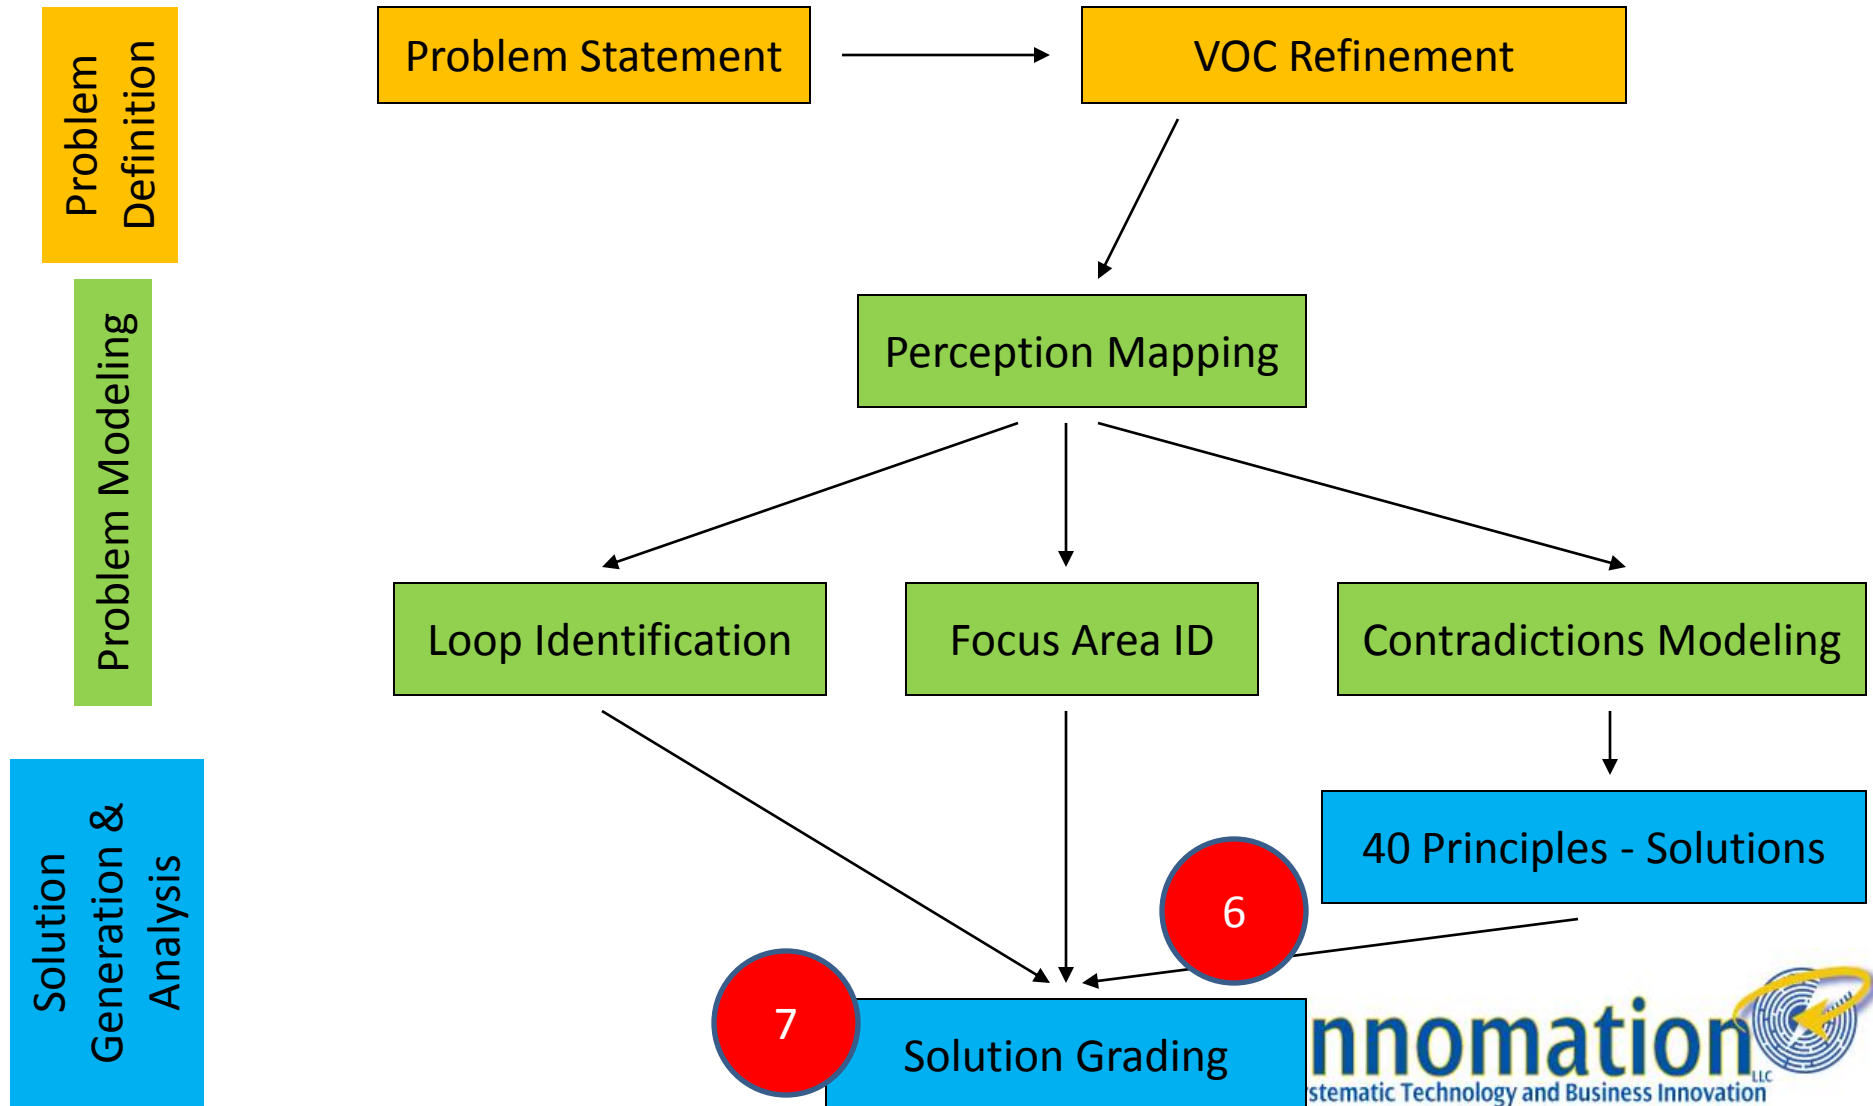 Problem
Definition
Problem Statement
VOC Refinement
Problem Modeling
Perception Mapping
Loop Identification
Focus Area ID
Contradictions Modeling
Solution
Generation &
Analysis
40 Principles - Solutions
6
7
Solution Grading
nnomation
LLC
stematic Technology and Business Innovation